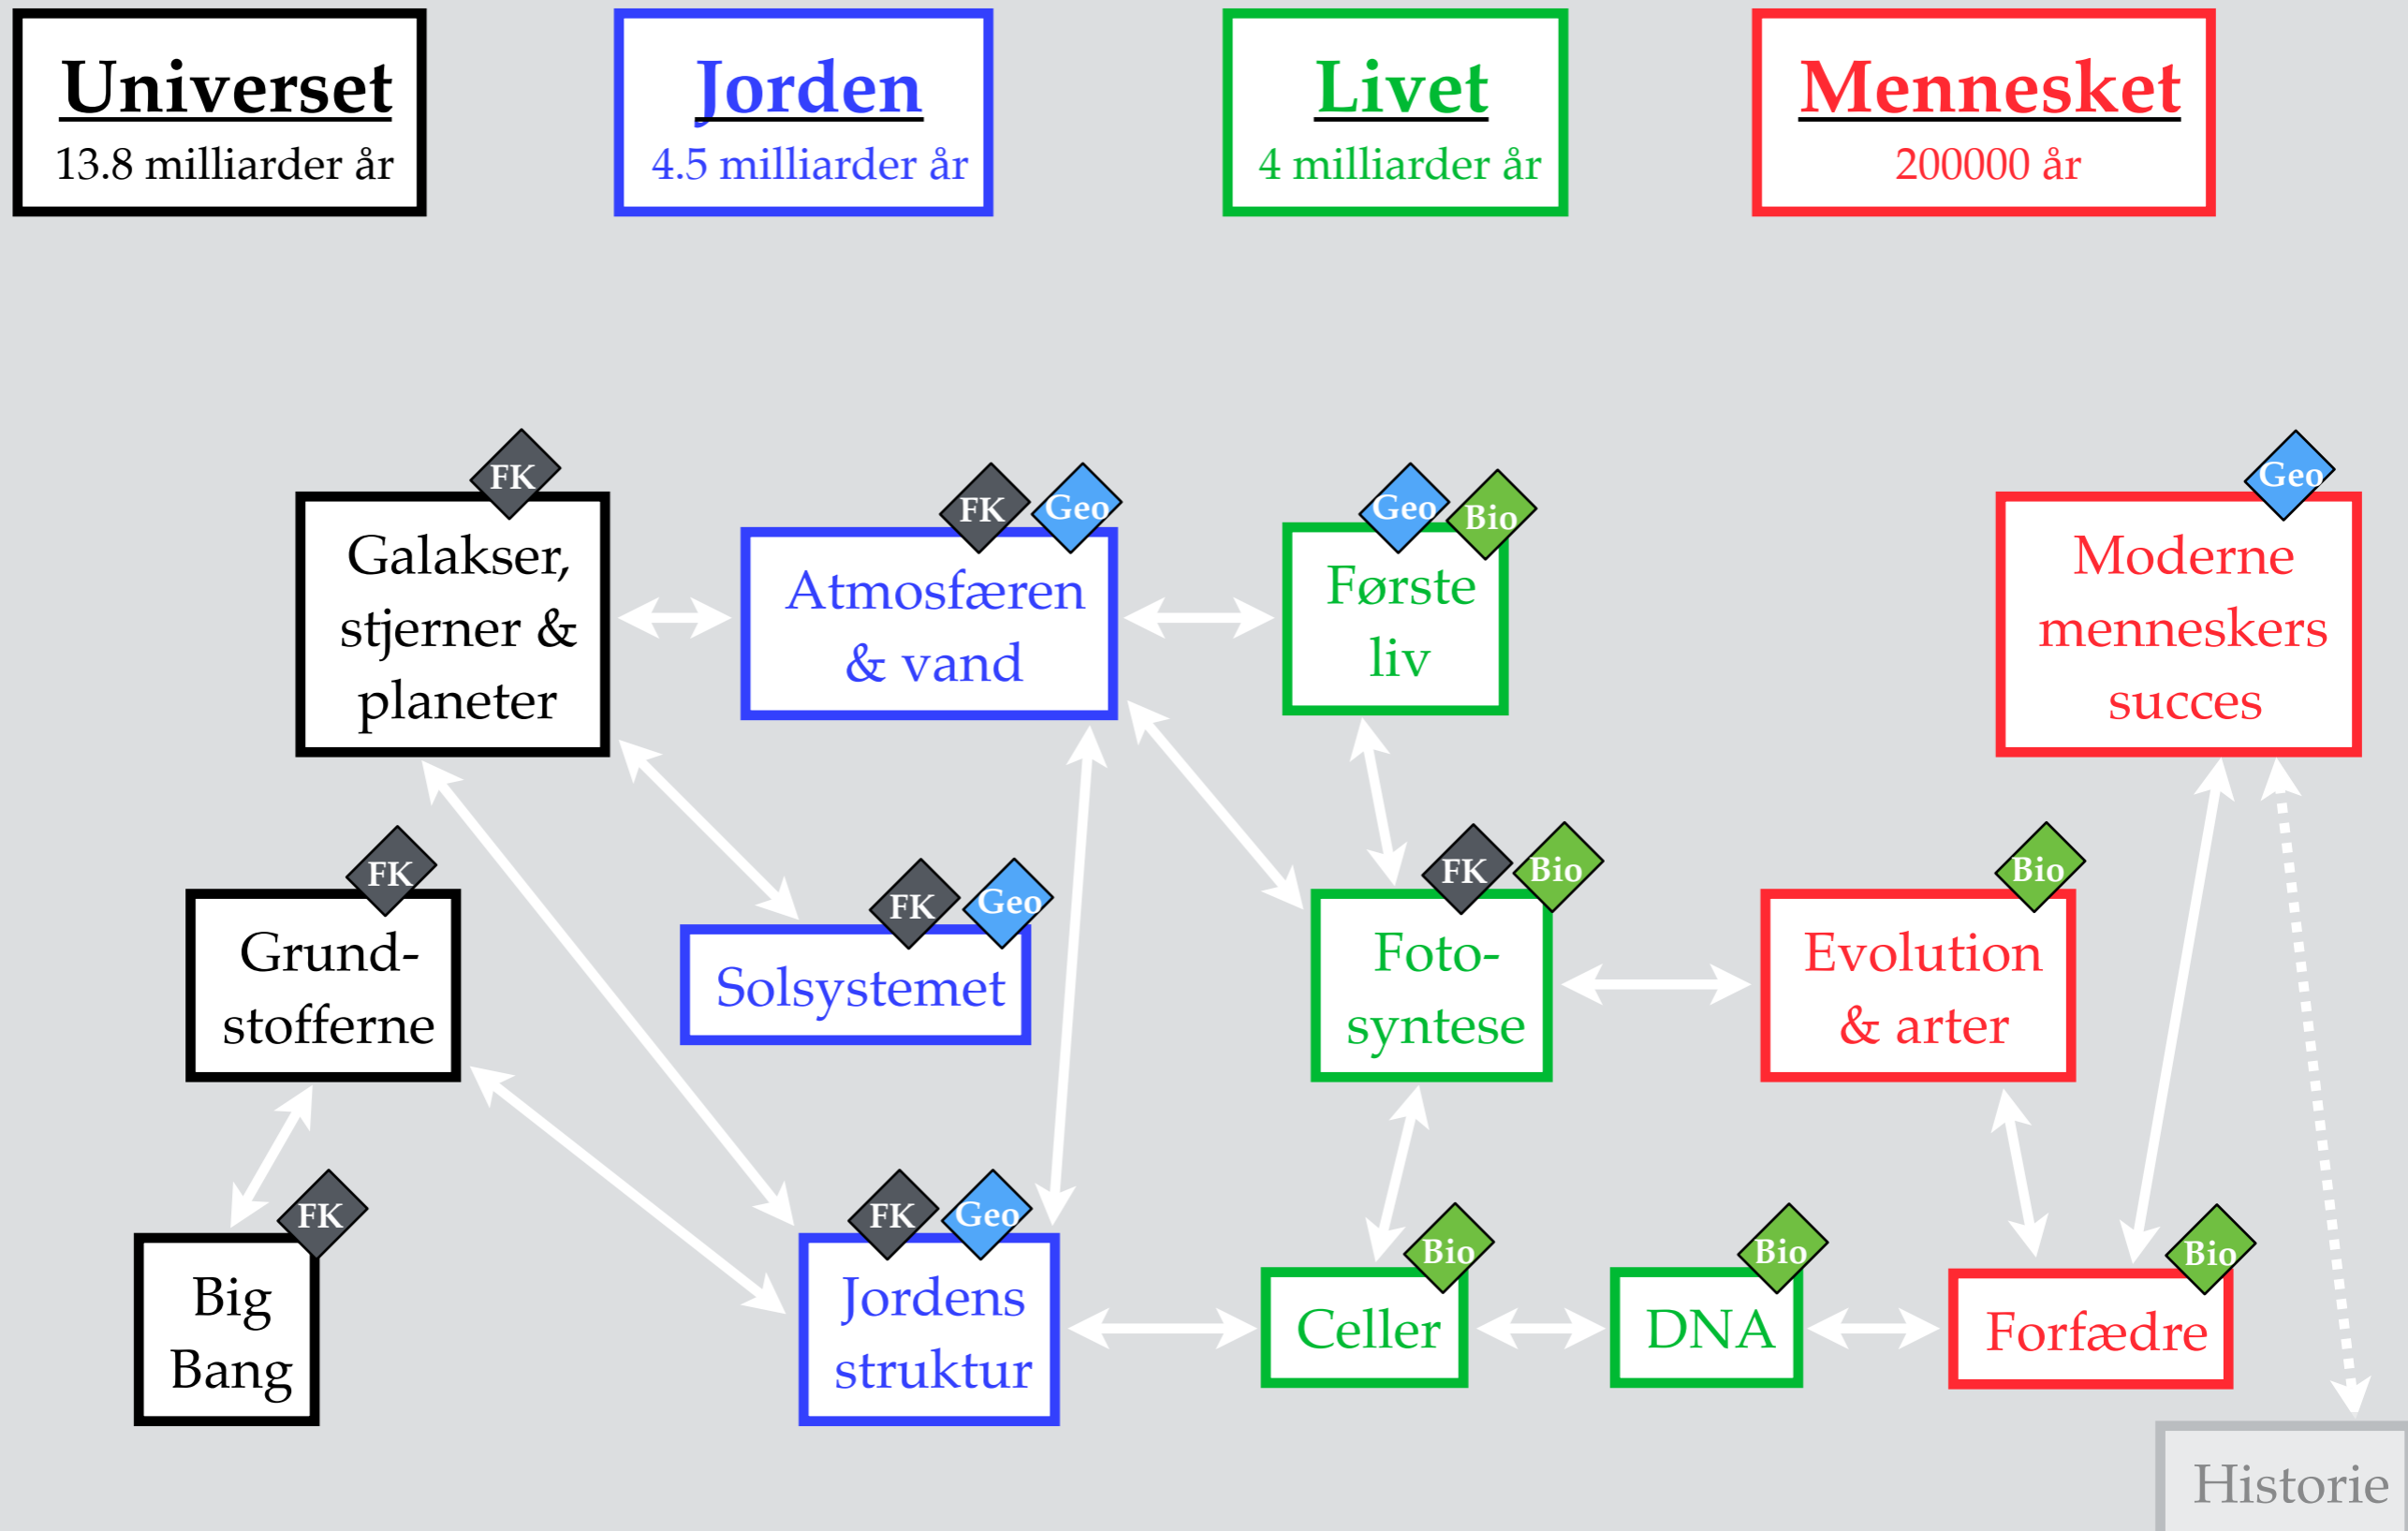 Universet
13.8 milliarder år
Jorden
4.5 milliarder år
Livet
4 milliarder år
Mennesket
200000 år
FK
Galakser,
stjerner &
planeter
FK
Geo
Atmosfæren
& vand
Geo
Bio
Første
liv
Geo
Moderne
menneskers
succes
FK
Grund-
stofferne
FK
Geo
Solsystemet
FK
Bio
Foto-
syntese
Bio
Evolution
& arter
FK
Big
Bang
FK
Geo
Jordens
struktur
Bio
Celler
Bio
DNA
Bio
Forfædre
Historie